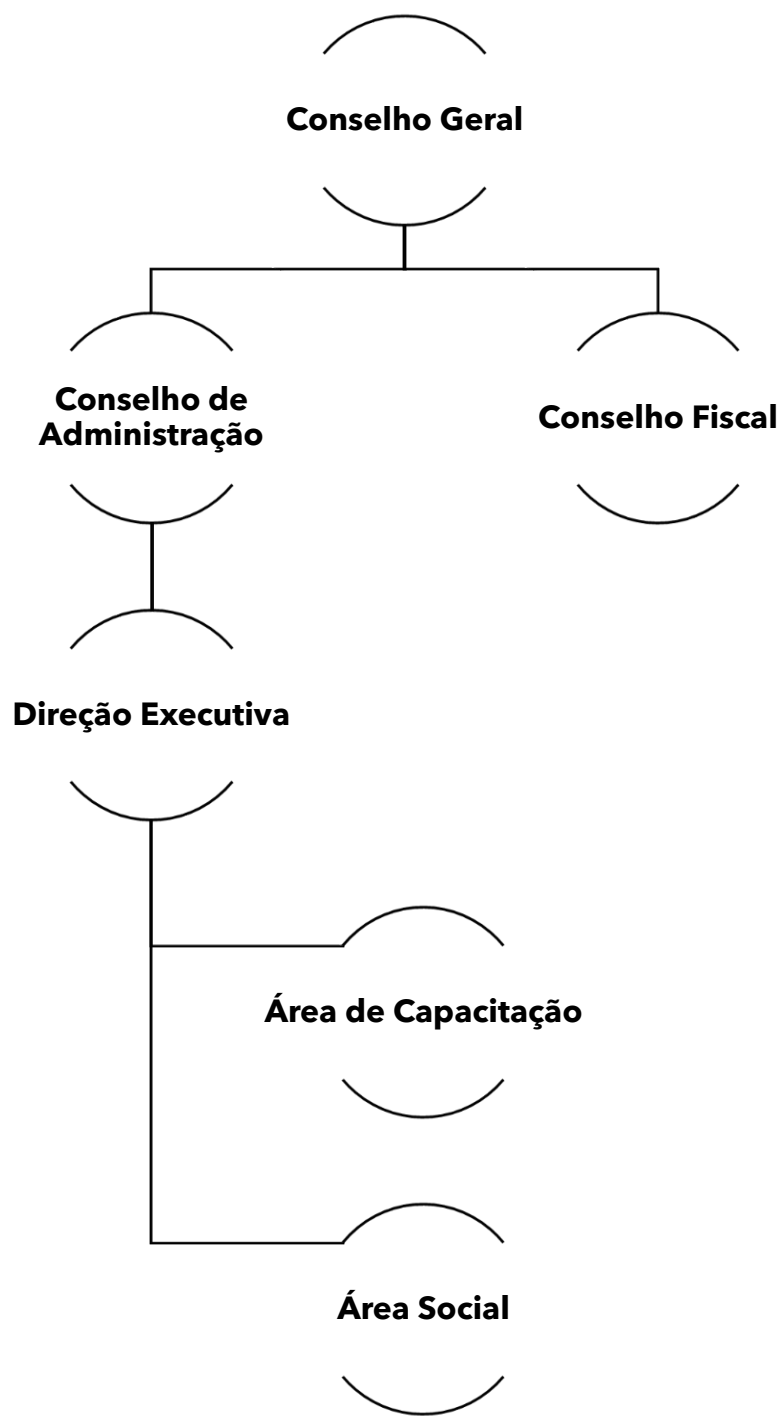 Conselho Geral
Conselho de
Administração
Conselho Fiscal
Direção Executiva
Área de Capacitação
Área Social